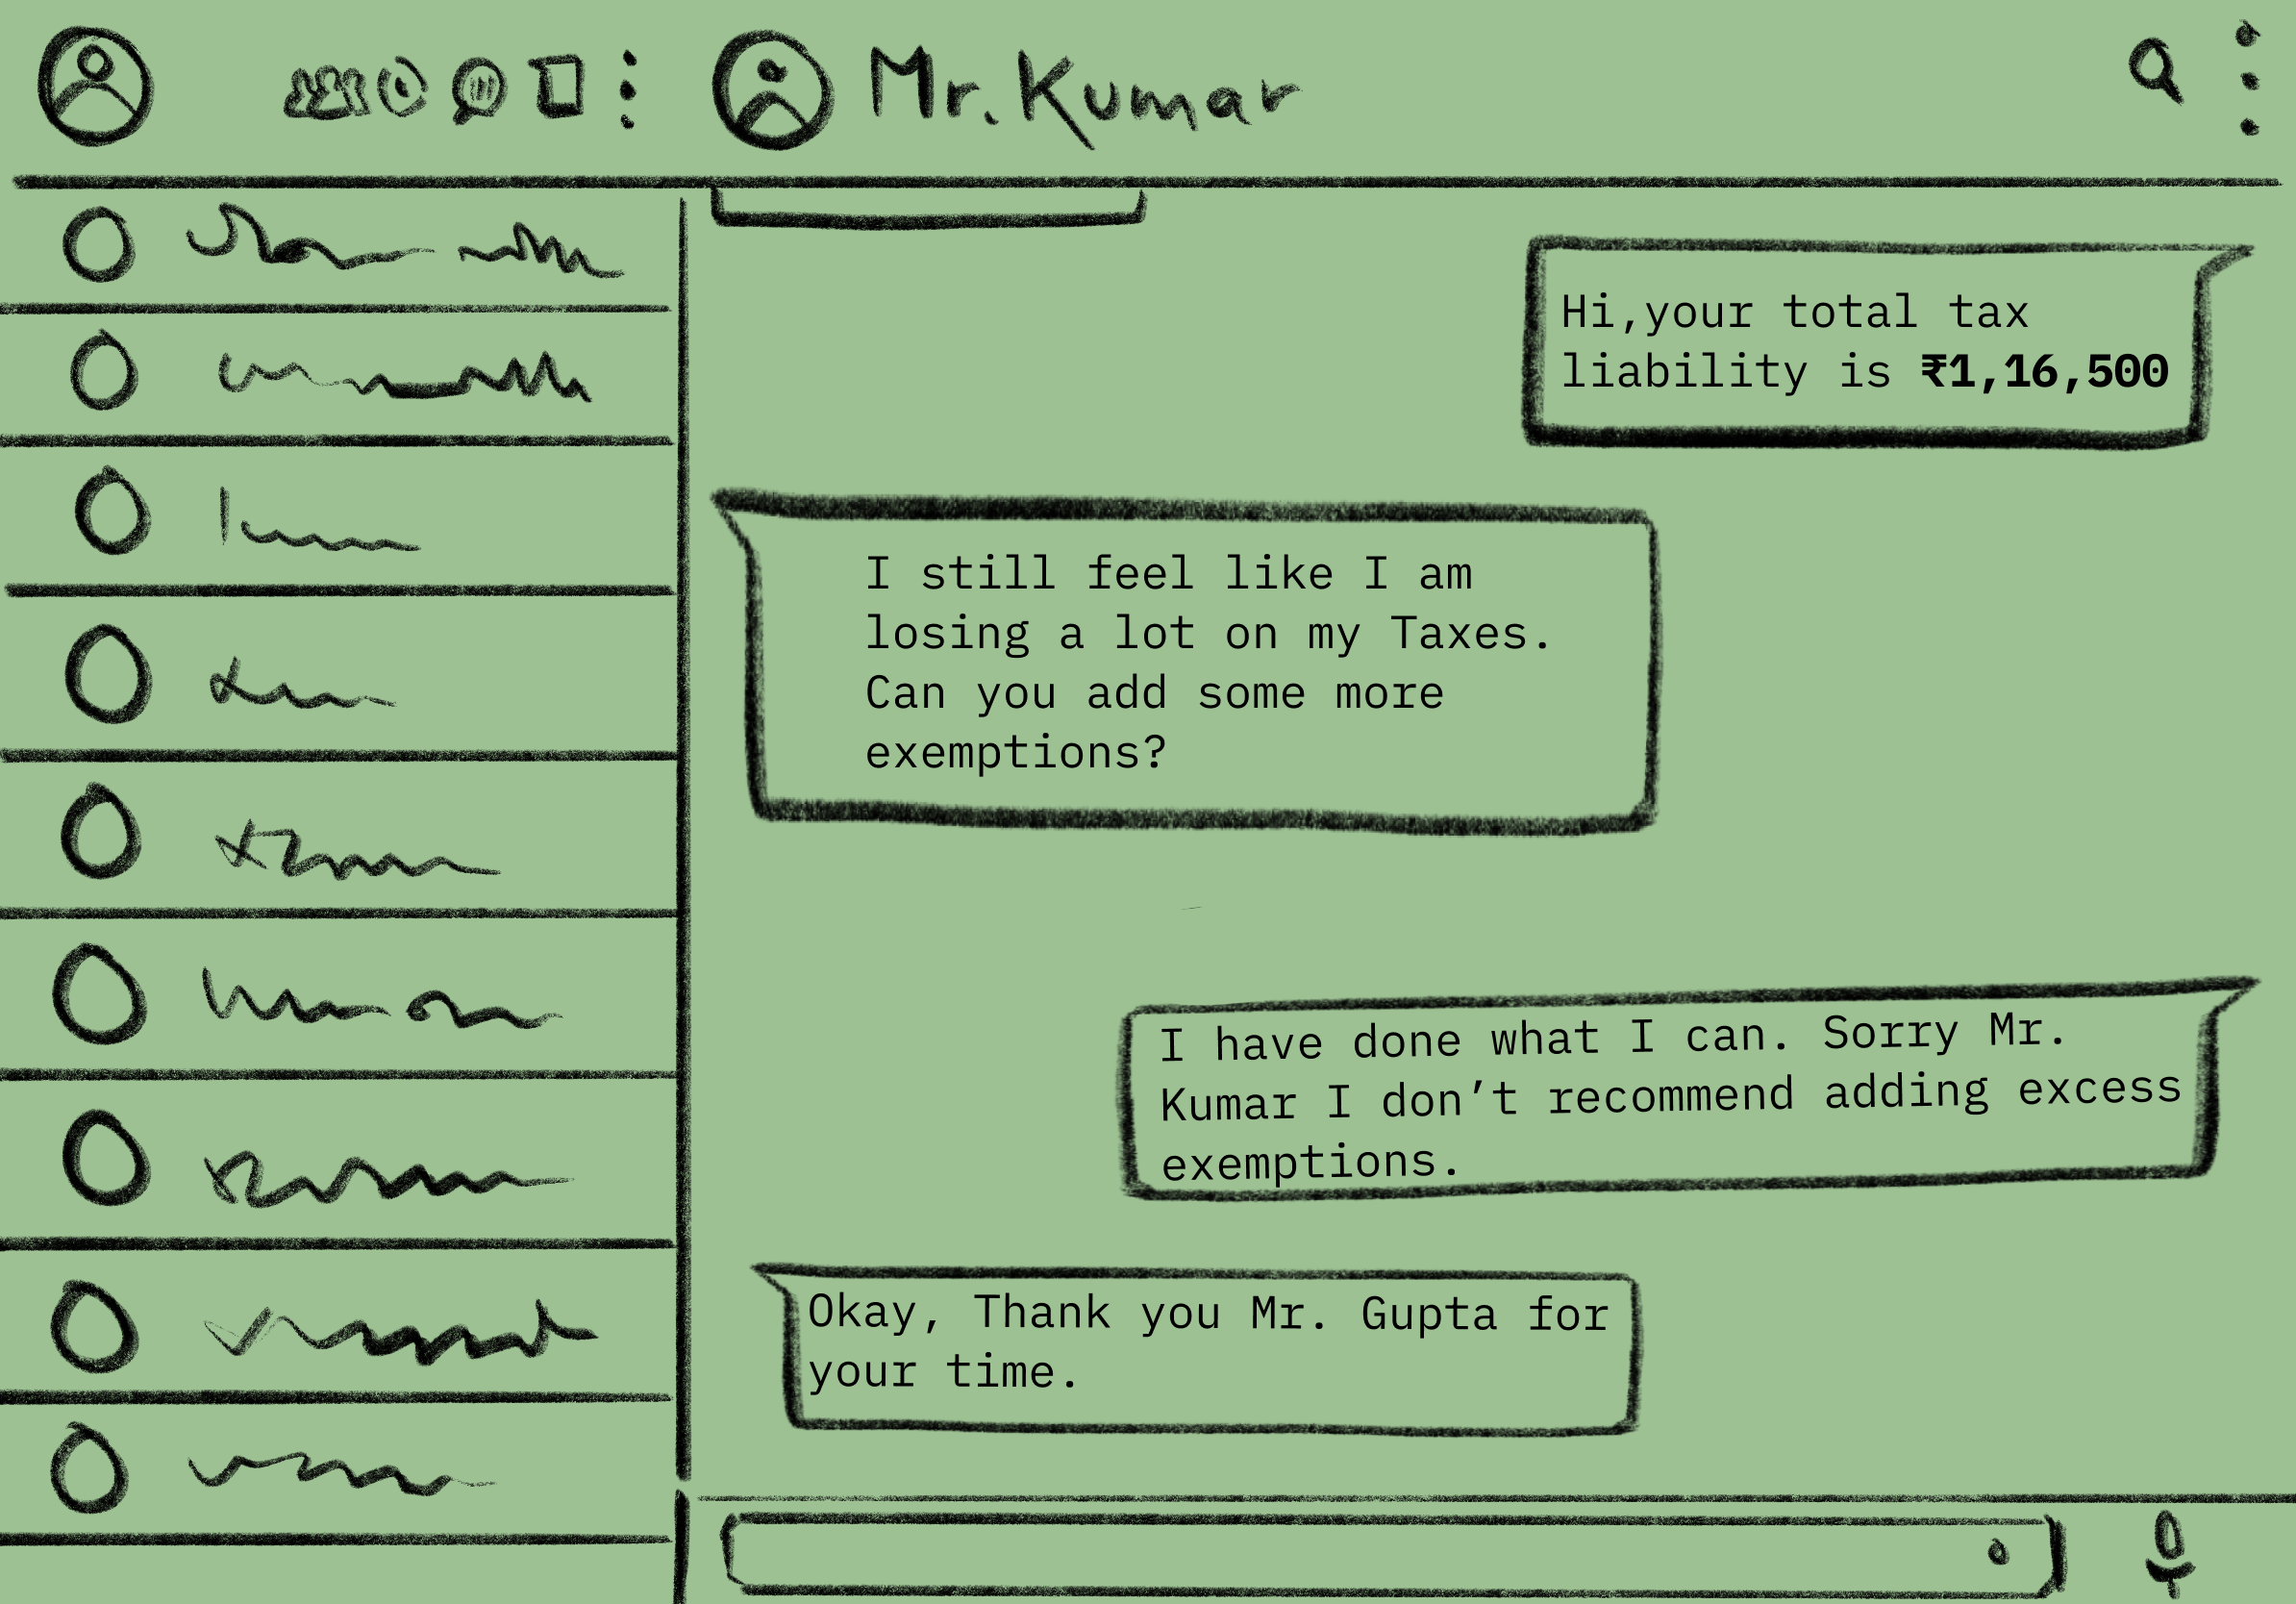 Mr. Kumar
Hi,your total tax
liability is ₹1,16,500
I still feel like I am
losing a lot on my Taxes.
Can you add some more
exemptions?
I have done what I can. Sorry Mr.
Kumar I don’t recommend adding excess
exemptions.
Okay, Thank you Mr. Gupta for
your time.